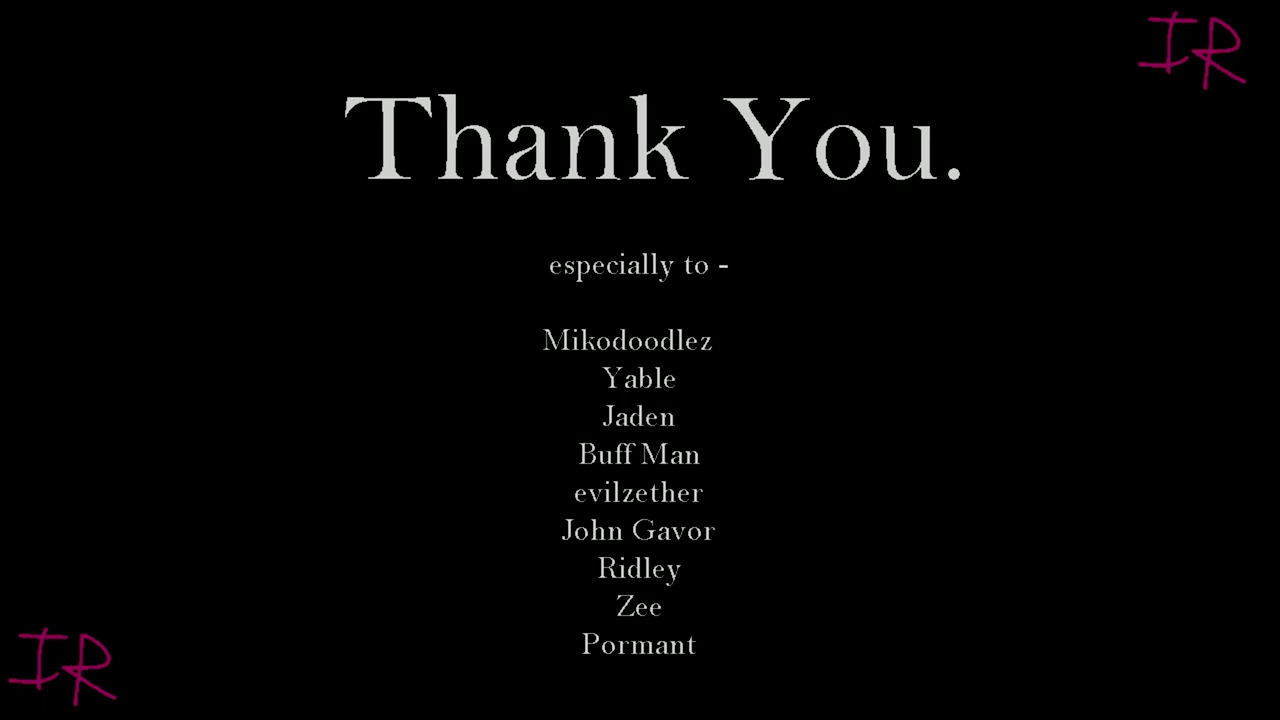 IR
Thank You.
especially to -
Mikodoodlez
Yable
Jaden
Buff Man
evilzether
John Gavor
Ridley
Zee
Pormant
IR